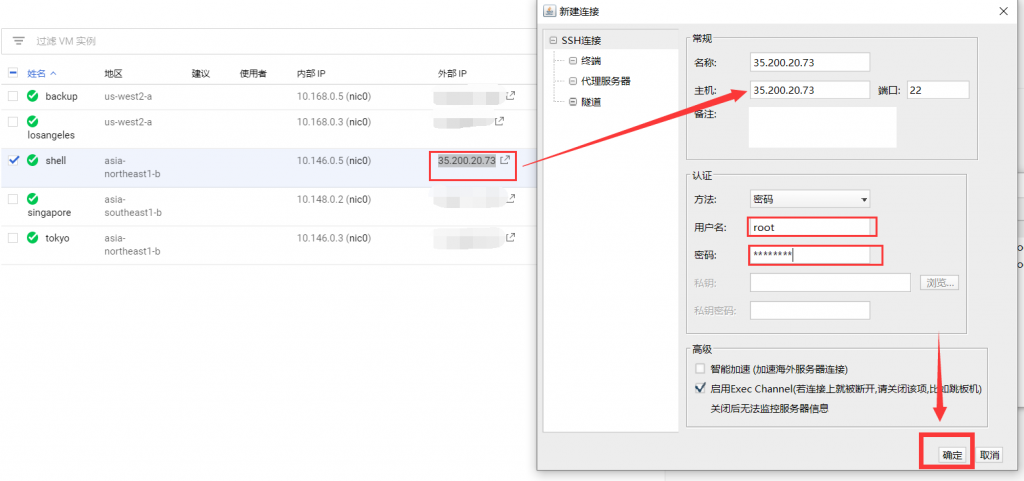 过滤 VM 实例
姓名 地区 建议 使用者 内部 IP 外部 IP
backup us-west2-a 10.168.0.5 (nic0)
losangeles us-west2-a 10.168.0.3 (nic0)
shell asia-northeast1-b 10.146.0.5 (nic0) 35.200.20.73
singapore asia-southeast1-b 10.148.0.2 (nic0)
tokyo asia-northeast1-b 10.146.0.3 (nic0)
新建连接
SSH连接
终端
代理服务器
隧道
常规
名称: 35.200.20.73
主机: 35.200.20.73 端口: 22
备注:
认证
方法: 密码
用户名: root
密码: ********
私钥: 浏览...
私钥密码:
高级
智能加速 (加速海外服务器连接)
启用Exec Channel(若连接上就被断开,请关闭该项,比如跳板机)
关闭后无法监控服务器信息
确定 取消